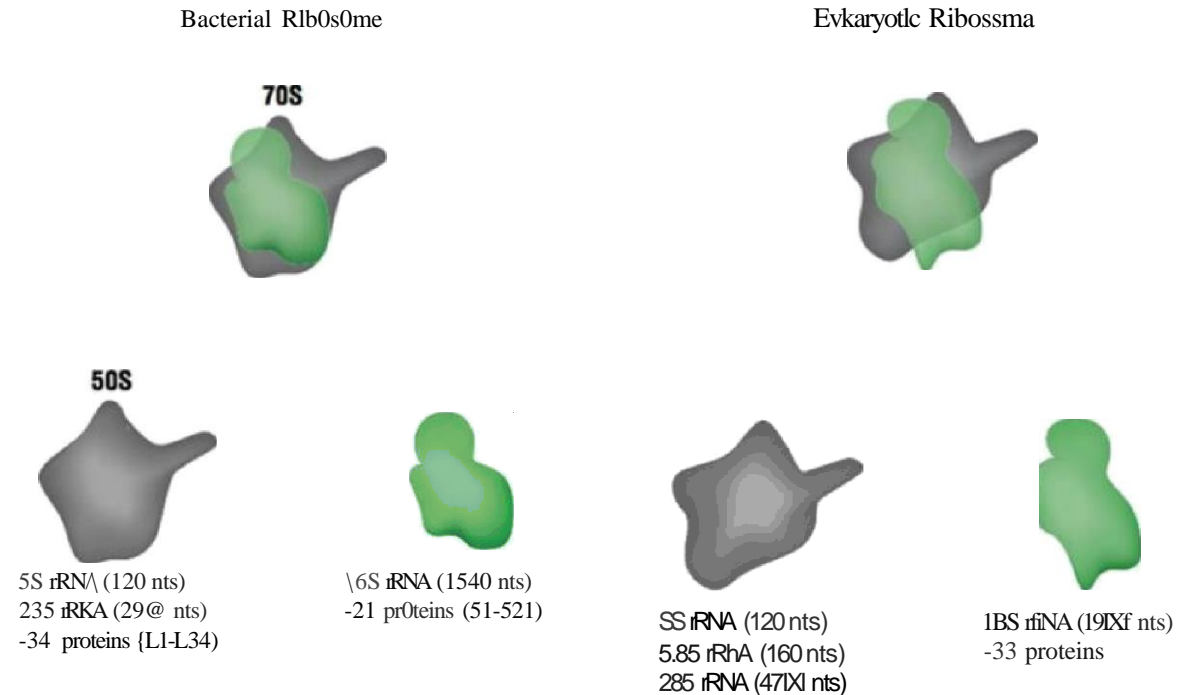 Bacterial Rlb0s0me
Evkaryotlc Ribossma
70S
50S
5S rRN/\ (120 nts)
235 tRKA (29@ nts)
-34 proteins {L1-L34)
\6S rRNA (1540 nts)
-21 pr0teins (51-521)
SS rRNA (120 nts)
5.85 rRhA (160 nts)
285 rRNA (47IXI nts)
1BS rfiNA (19IXf nts)
-33 proteins